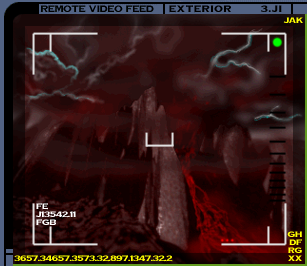 REMOTE VIDEO FEED EXTERIOR 3.JI
JAK
FE
J13542.11
FGB
GH
DF
RG
XX
3657.34657.3573.32.897.1347.32.2